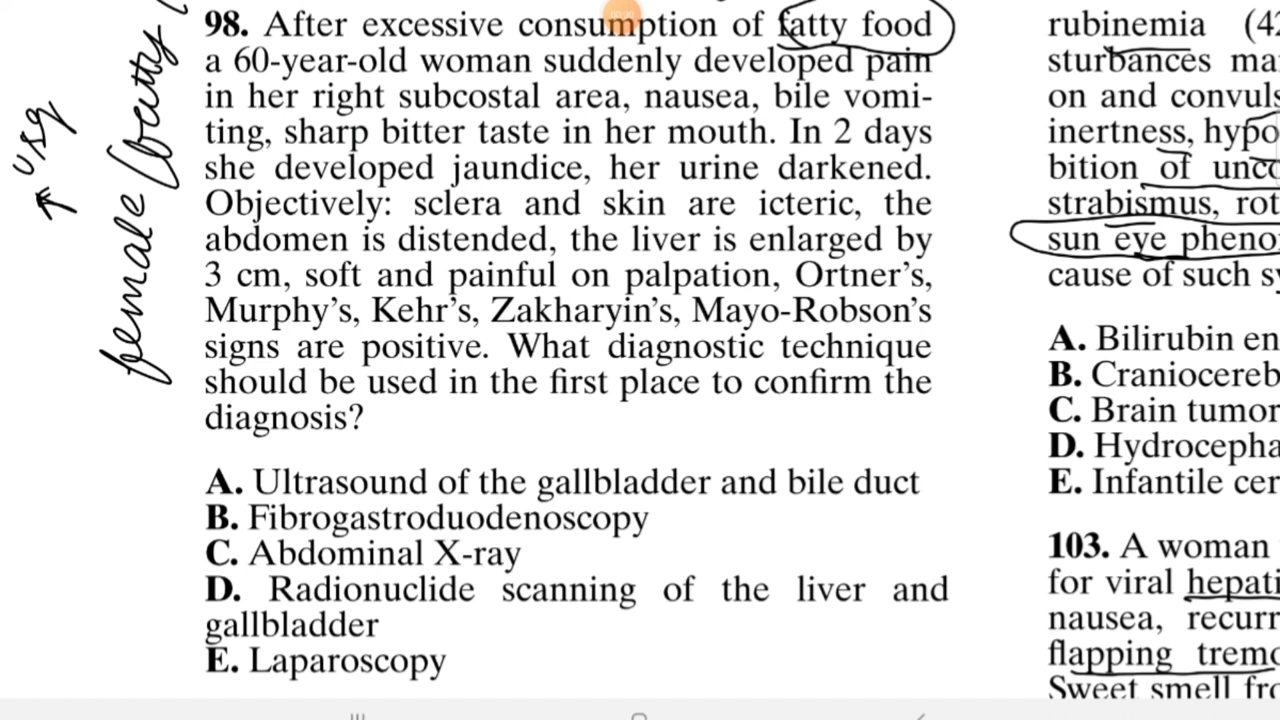 98. After excessive consumption of fatty food
a 60-year-old woman suddenly developed pain
in her right subcostal area, nausea, bile vomi-
ting, sharp bitter taste in her mouth. In 2 days
she developed jaundice, her urine darkened.
Objectively: sclera and skin are icteric, the
abdomen is distended, the liver is enlarged by
3 cm, soft and painful on palpation, Ortner's,
Murphy's, Kehr's, Zakharyin's, Mayo-Robson's
signs are positive. What diagnostic technique
should be used in the first place to confirm the
diagnosis?
A. Ultrasound of the gallbladder and bile duct
B. Fibrogastroduodenoscopy
C. Abdominal X-ray
D. Radionuclide scanning of the liver and
gallbladder
E. Laparoscopy
usg
female (
rubinemia (42
sturbances ma
on and convuls
inertness, hypo
bition of unco
strabismus, rot
sun eye pheno
cause of such sy
A. Bilirubin en
B. Craniocereb
C. Brain tumor
D. Hydrocepha
E. Infantile cer
103. A woman
for viral hepati
nausea, recurr
flapping tremo
Sweet smell fro